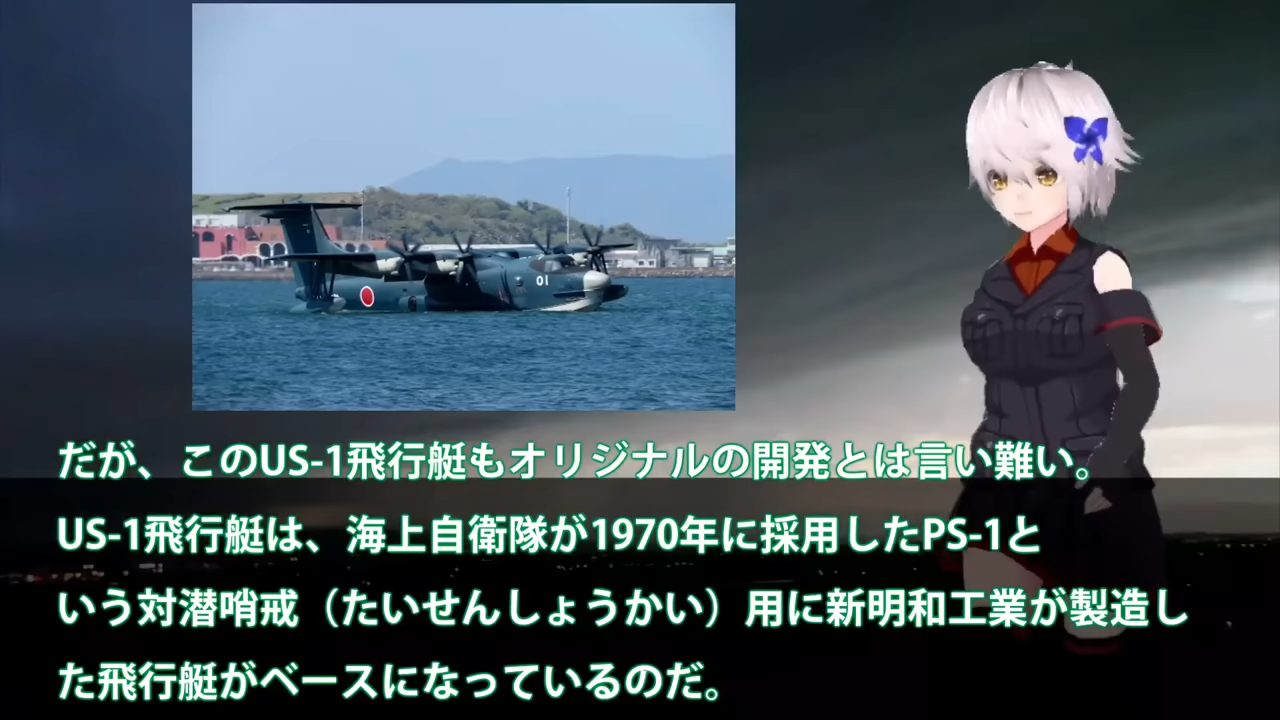 01
だが、このUS-1飛行艇もオリジナルの開発とは言い難い。
US-1飛行艇は、海上自衛隊が1970年に採用したPS-1と
いう対潜哨戒（たいせんしょうかい）用に新明和工業が製造し
た飛行艇がベースになっているのだ。